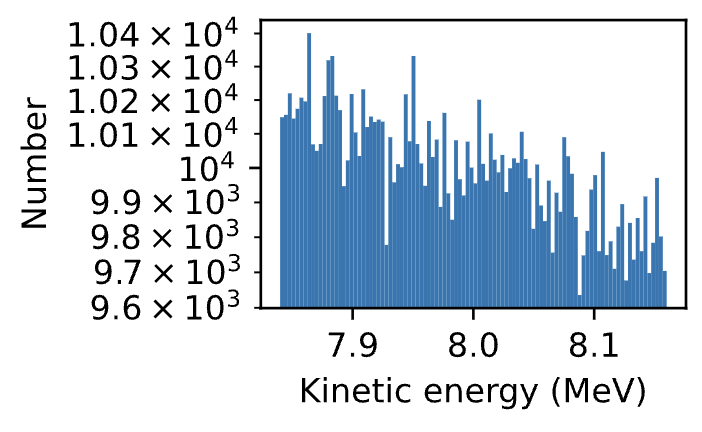 Number
1.04 × 10⁴
1.03 × 10⁴
1.02 × 10⁴
1.01 × 10⁴
10⁴
9.9 × 10³
9.8 × 10³
9.7 × 10³
9.6 × 10³
7.9 8.0 8.1
Kinetic energy (MeV)